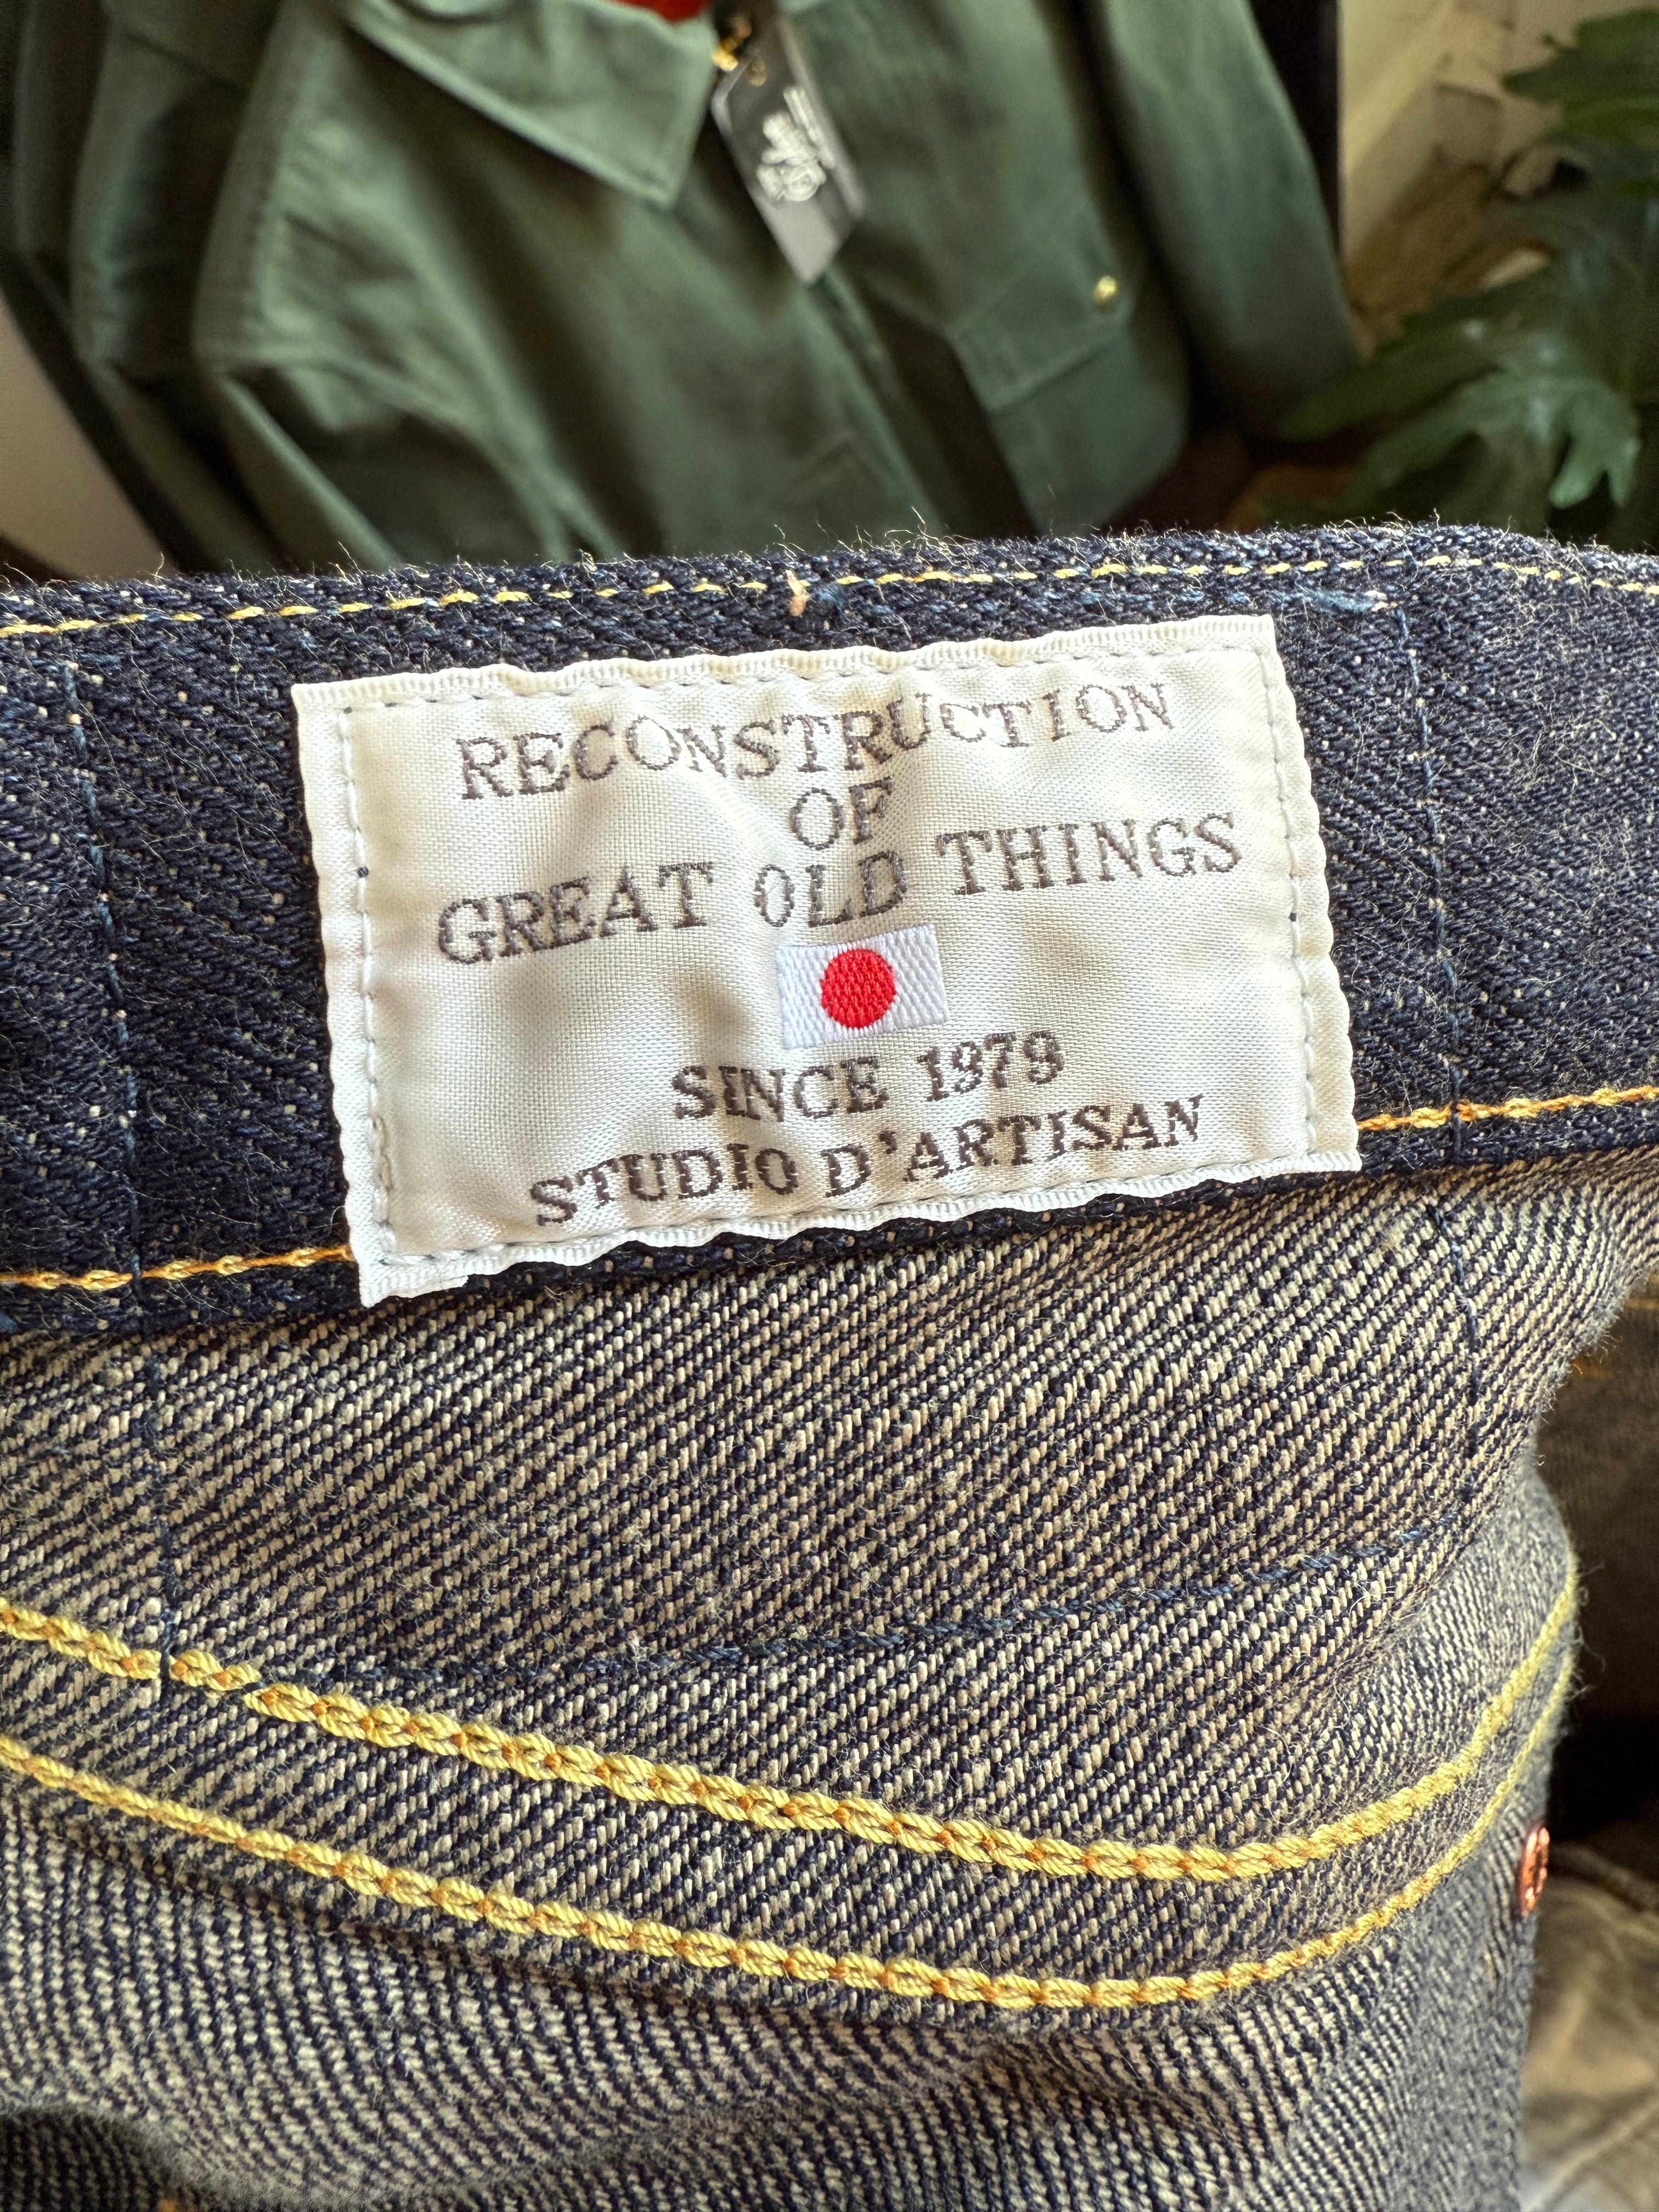 RECONSTRUCTION
OF
GREAT OLD THINGS
SINCE 1979
STUDIO D'ARTISAN